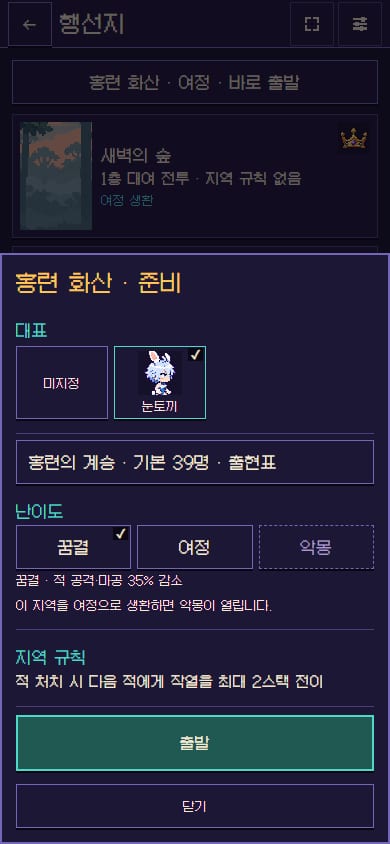 행선지
홍련 화산 · 여정 · 바로 출발
새벽의 숲
1층 대여 전투 · 지역 규칙 없음
여정 생환
홍련 화산 · 준비
대표
미지정
눈토끼
홍련의 계승 · 기본 39명 · 출현표
난이도
꿈결
여정
악몽
꿈결 · 적 공격·마공 35% 감소
이 지역을 여정으로 생환하면 악몽이 열립니다.
지역 규칙
적 처치 시 다음 적에게 작열을 최대 2스택 전이
출발
닫기